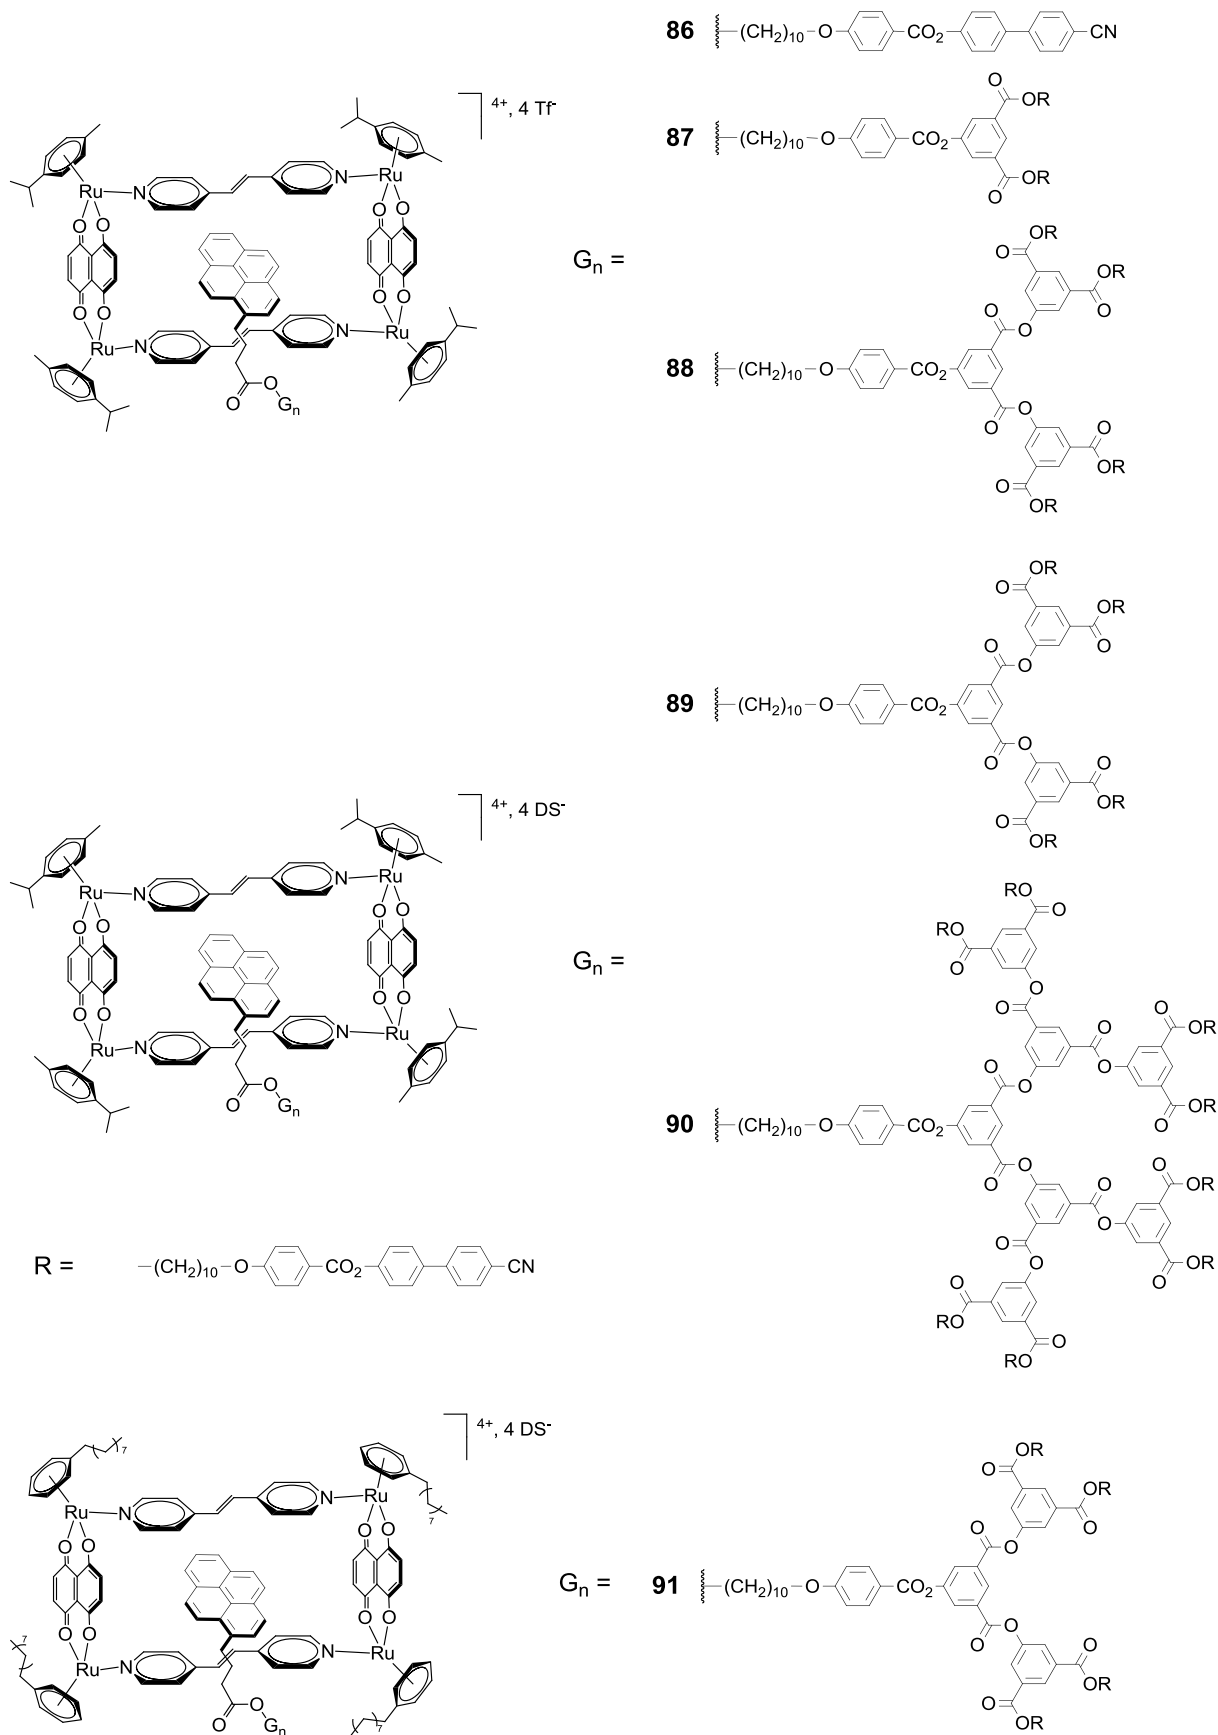 86 (CH2)10 O CO2 CN
4+, 4 Tf-
O OR
87 (CH2)10 O CO2
OR
O
Ru N N Ru
O O O O
Gn =
O O O O
Ru N N Ru
O O
Gn
OR
O OR
O O
O
88 (CH2)10 O CO2
O O
O
OR
O
OR
OR
O OR
O O
O
89 (CH2)10 O CO2
O O
O
OR
O
OR
4+, 4 DS-
Ru N N Ru
O O O O
Gn =
O O O O
Ru N N Ru
O O
Gn
RO O
RO
O
O
O O
O OR
O
O OR
O O
90 (CH2)10 O CO2
O O
O OR
O
O OR
O O
O
RO
O
RO
O
R = (CH2)10 O CO2 CN
4+, 4 DS-
7
7
Ru N N Ru
O O O O
O O O O
7
Ru N N Ru
7
O O
Gn
Gn = 91 (CH2)10 O CO2
OR
O OR
O O
O
O O
O
OR
O
OR